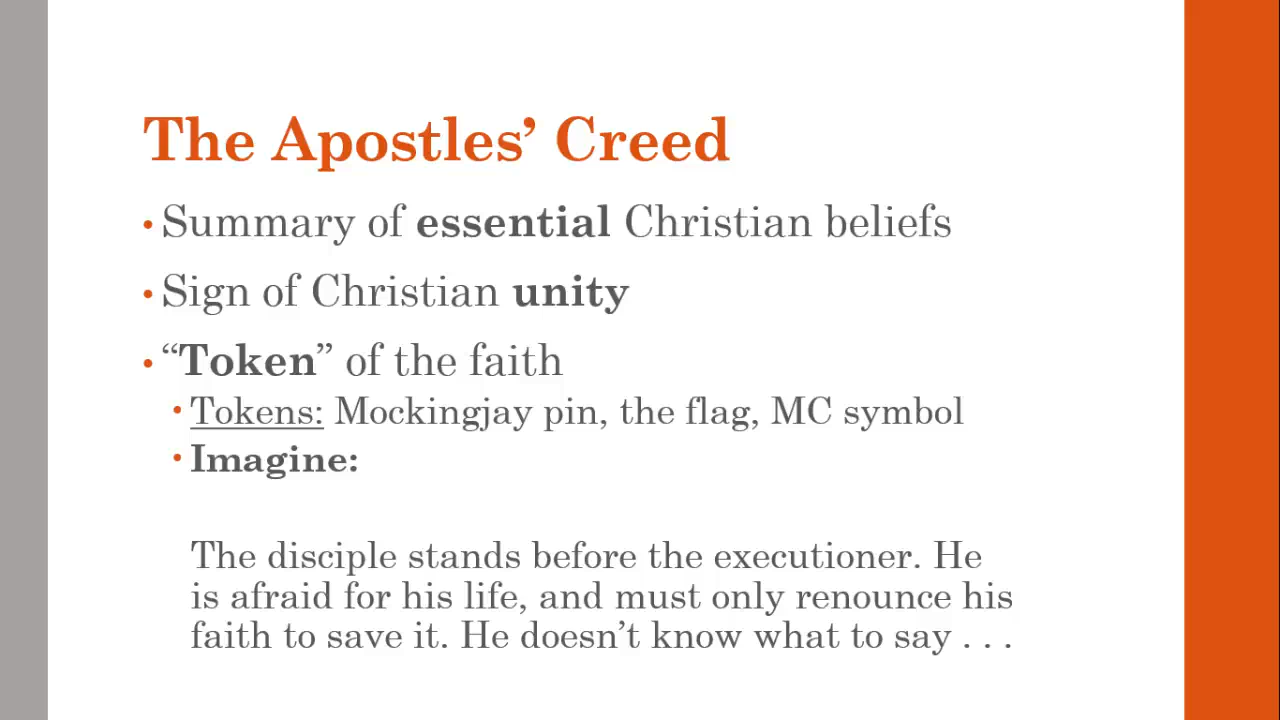 The Apostles’ Creed
• Summary of essential Christian beliefs
• Sign of Christian unity
• “Token” of the faith
• Tokens: Mockingjay pin, the flag, MC symbol
• Imagine:
The disciple stands before the executioner. He
is afraid for his life, and must only renounce his
faith to save it. He doesn’t know what to say . . .